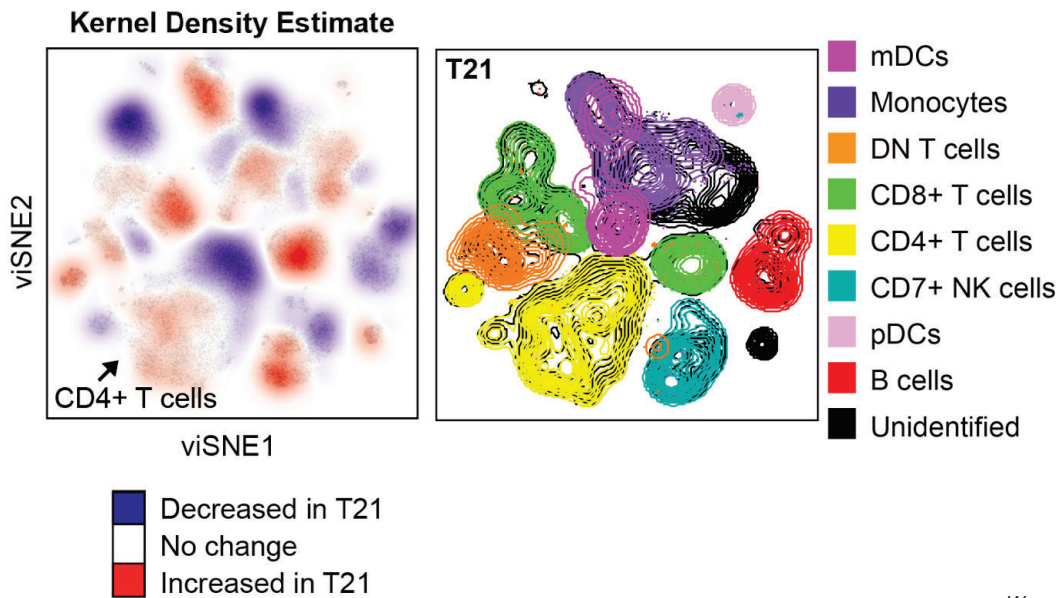 Kernel Density Estimate
viSNE2
CD4+ T cells
viSNE1
Decreased in T21
No change
Increased in T21
T21
mDCs
Monocytes
DN T cells
CD8+ T cells
CD4+ T cells
CD7+ NK cells
pDCs
B cells
Unidentified